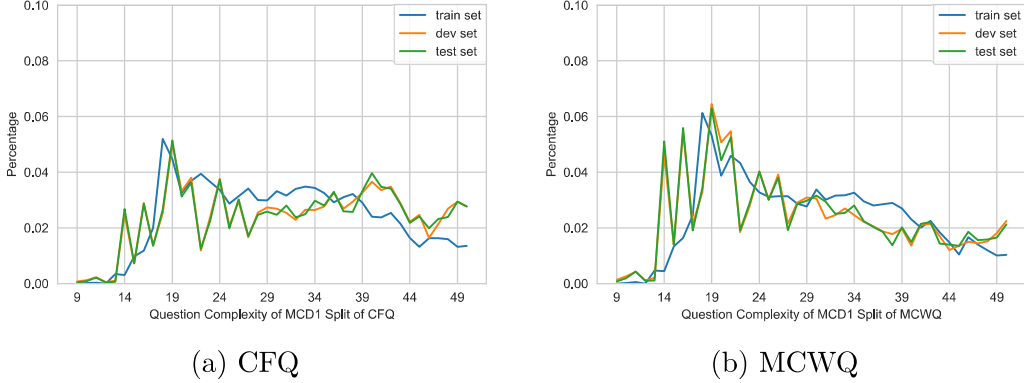 0.10
0.08
0.06
0.04
0.02
0.00
Percentage
train set
dev set
test set
9 14 19 24 29 34 39 44 49
Question Complexity of MCD1 Split of CFQ
(a) CFQ
0.10
0.08
0.06
0.04
0.02
0.00
Percentage
train set
dev set
test set
9 14 19 24 29 34 39 44 49
Question Complexity of MCD1 Split of MCWQ
(b) MCWQ